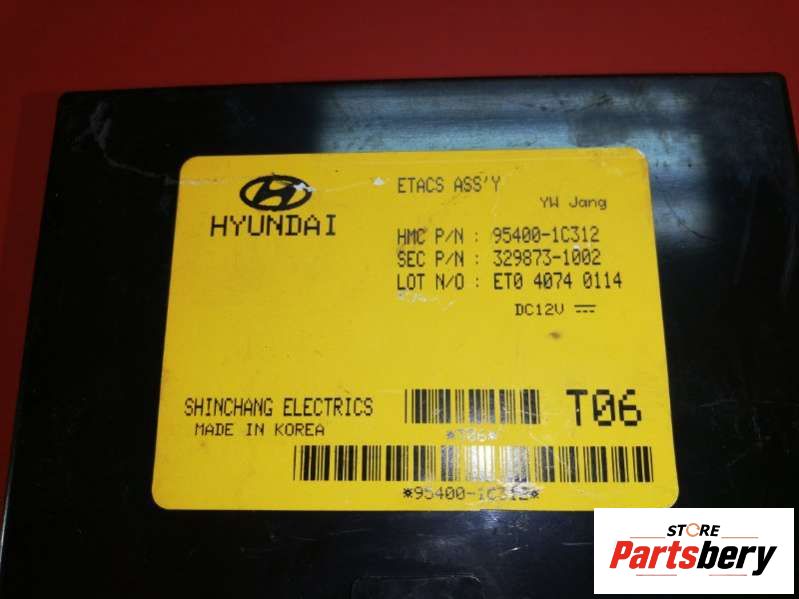 HYUNDAI
ETACS ASS'Y
YW Jang
HMC P/N : 95400-1C312
SEC P/N : 329873-1002
LOT N/O : ET0 4074 0114
DC12V
SHINCHANG ELECTRICS
MADE IN KOREA
T06
*T06*
*95400-1C312*
STORE
Partsbery